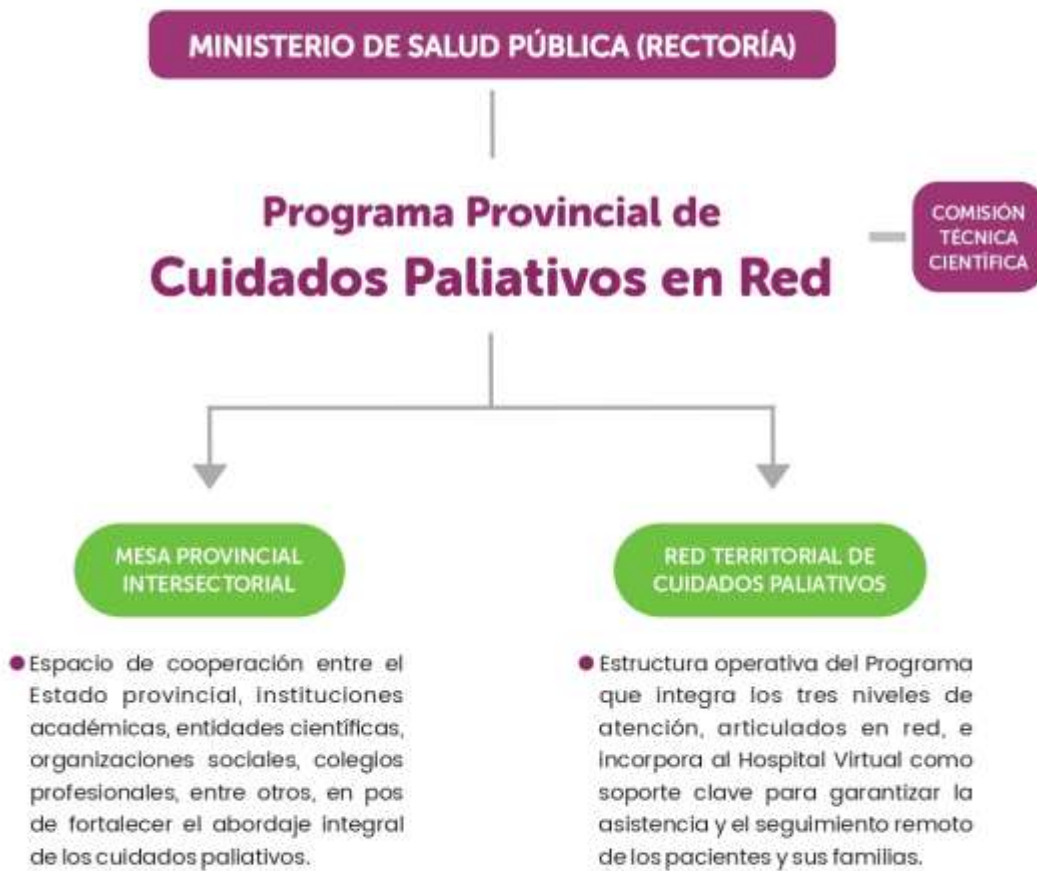 MINISTERIO DE SALUD PÚBLICA (RECTORÍA)
Programa Provincial de
Cuidados Paliativos en Red
COMISIÓN
TÉCNICA
CIENTÍFICA
MESA PROVINCIAL
INTERSECTORIAL
Espacio de cooperación entre el
Estado provincial, instituciones
académicas, entidades científicas,
organizaciones sociales, colegios
profesionales, entre otros, en pos
de fortalecer el abordaje integral
de los cuidados paliativos.
RED TERRITORIAL DE
CUIDADOS PALIATIVOS
Estructura operativa del Programa
que integra los tres niveles de
atención, articulados en red, e
incorpora al Hospital Virtual como
soporte clave para garantizar la
asistencia y el seguimiento remoto
de los pacientes y sus familias.